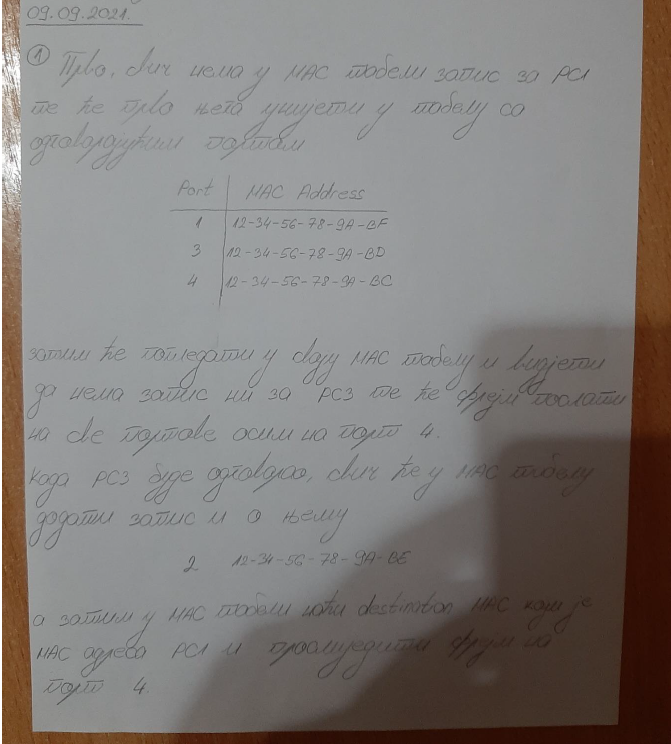 09.09.2021.
① Прво, свич нема у MAC табели запис за PC1
те ће прво њега унијети у табелу са
одговарајућим портом
Port MAC Address
1 12-34-56-78-9A-BF
3 12-34-56-78-9A-BD
4 12-34-56-78-9A-BC
затим ће погледати у своју MAC табелу и видјети
да нема запис ни за PC3 те ће фрејм послати
на све портове осим на порт 4.
Када PC3 буде одговарао, свич ће у MAC табелу
додати запис и о њему
2 12-34-56-78-9A-BE
а затим у MAC табели наћи destination MAC која је
MAC адреса PC1 и прослиједити фрејм на
порт 4.